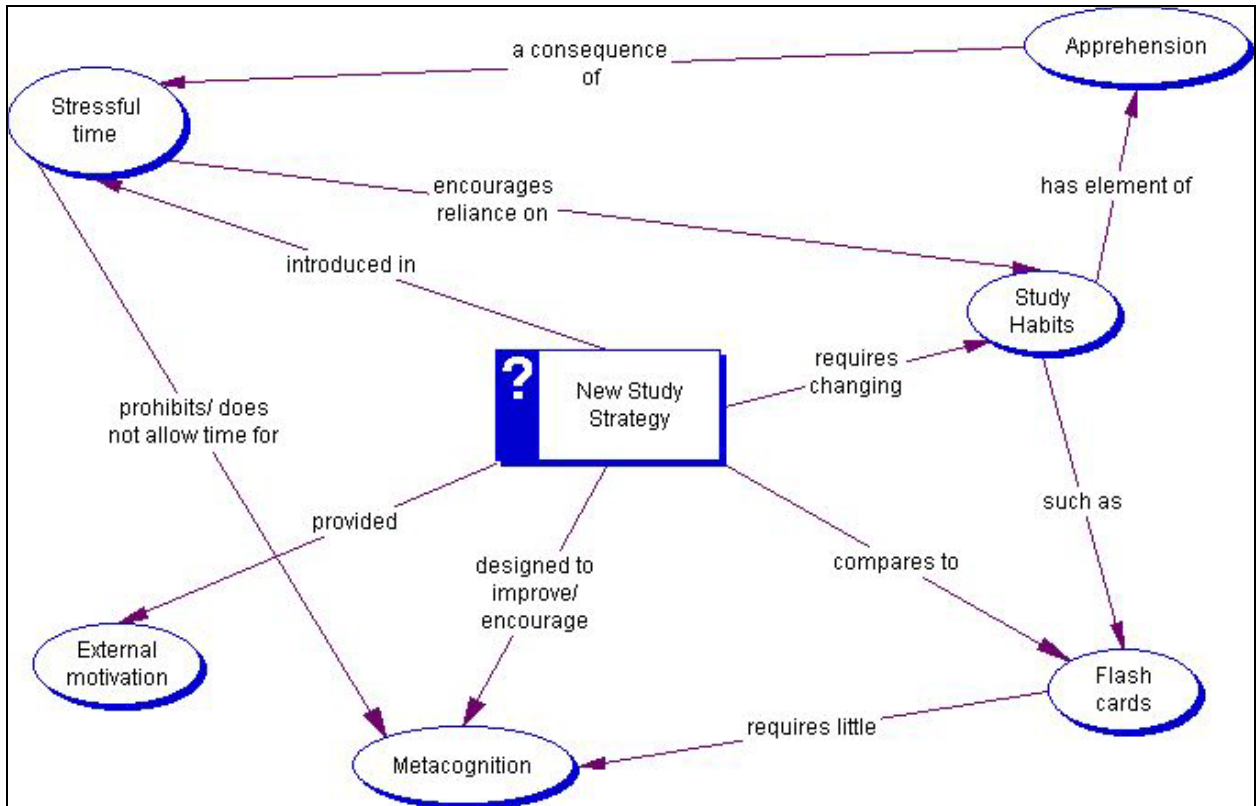 Apprehension
a consequence
of
Stressful
time
has element of
encourages
reliance on
introduced in
Study
Habits
?
New Study
Strategy
requires
changing
prohibits/ does
not allow time for
such as
provided
designed to
improve/
encourage
compares to
External
motivation
Flash
cards
requires little
Metacognition